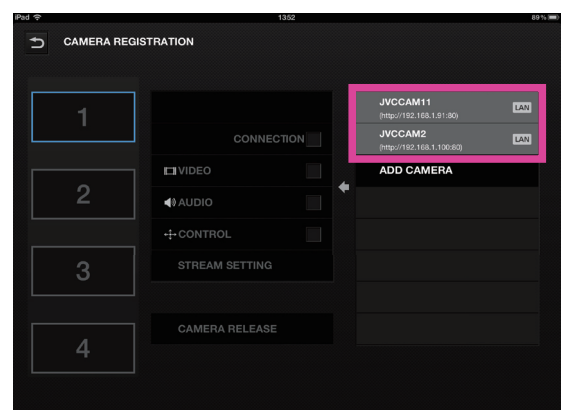 iPad 13:52 89%
CAMERA REGISTRATION
1
2
3
4
CONNECTION
VIDEO
AUDIO
CONTROL
STREAM SETTING
CAMERA RELEASE
JVCCAM11 LAN
(http://192.168.1.91:80)
JVCCAM2 LAN
(http://192.168.1.100:80)
ADD CAMERA